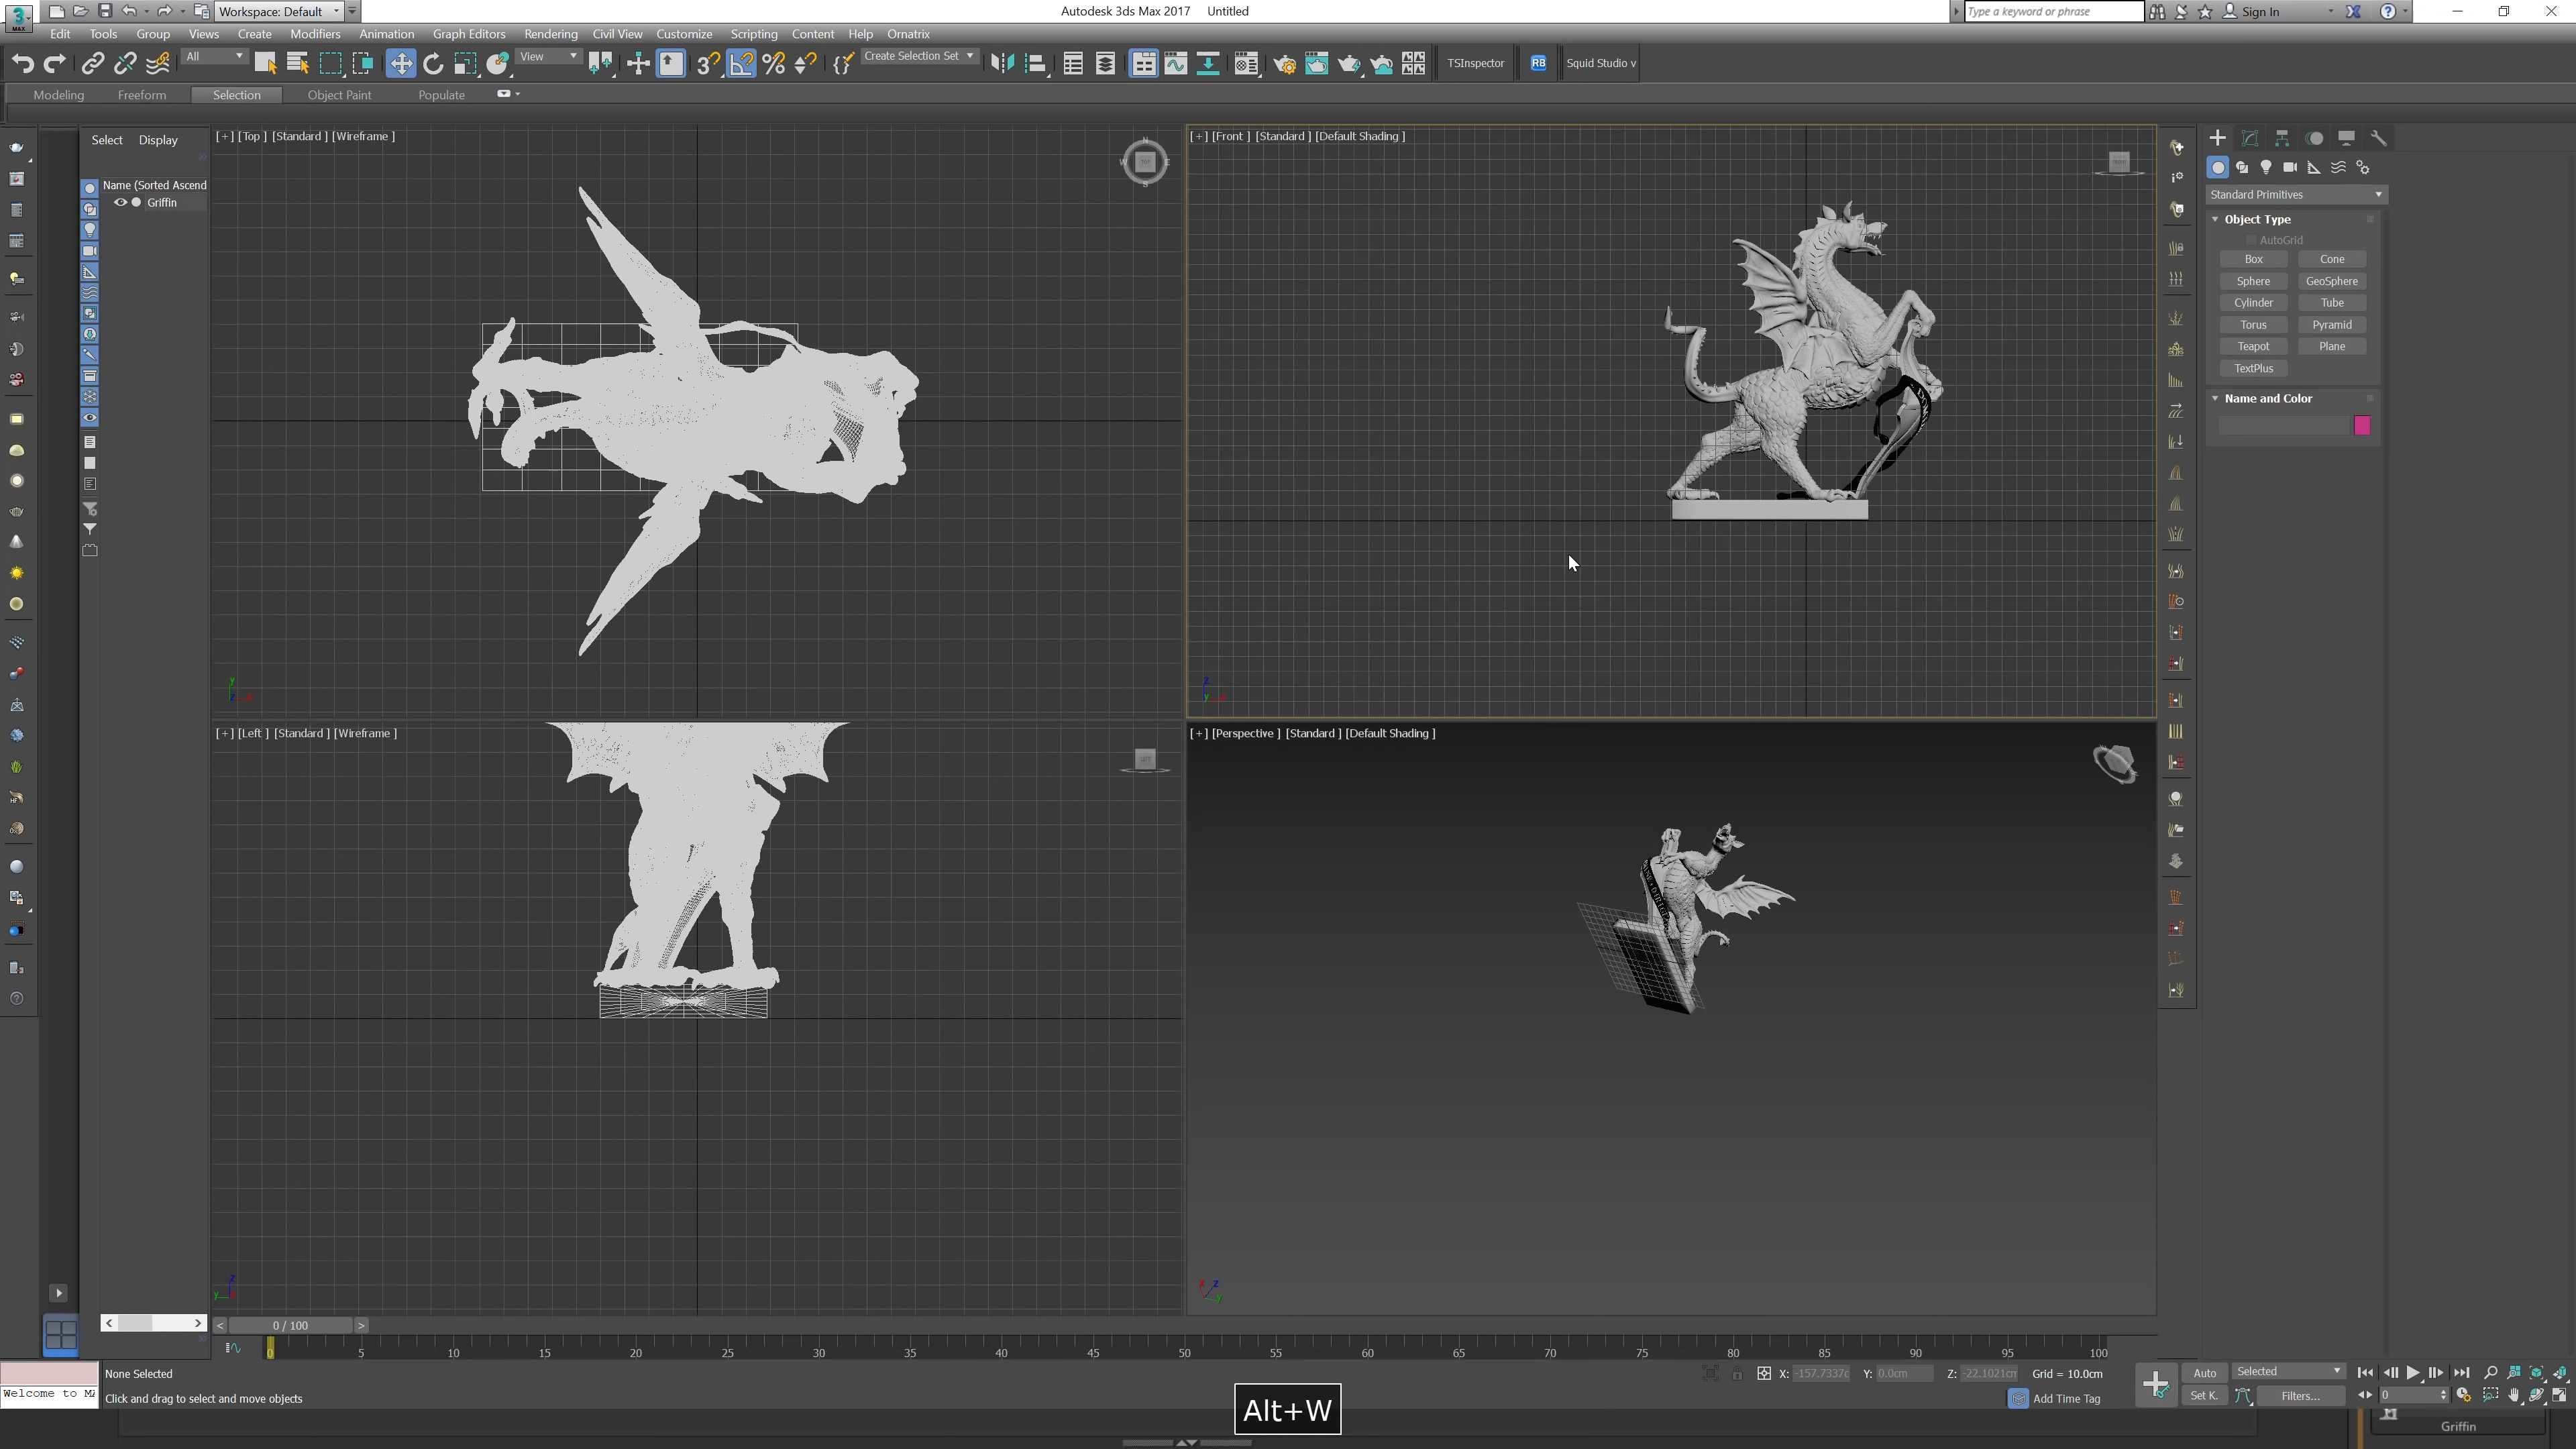 Workspace: Default
Autodesk 3ds Max 2017 Untitled
Type a keyword or phrase
Sign In
Edit Tools Group Views Create Modifiers Animation Graph Editors Rendering Civil View Customize Scripting Content Help Ornatrix
All
View
Create Selection Set
TSInspector
RB
Squid Studio v
Modeling Freeform Selection Object Paint Populate
Select Display
Name (Sorted Ascend
Griffin
[+] [Top ] [Standard ] [Wireframe ]
[+] [Front ] [Standard ] [Default Shading ]
[+] [Left ] [Standard ] [Wireframe ]
[+] [Perspective ] [Standard ] [Default Shading ]
Standard Primitives
Object Type
AutoGrid
Box Cone
Sphere GeoSphere
Cylinder Tube
Torus Pyramid
Teapot Plane
TextPlus
Name and Color
0 / 100
0 5 10 15 20 25 30 35 40 45 50 55 60 65 70 75 80 85 90 95 100
None Selected
Welcome to MA
Click and drag to select and move objects
X: -157.7337c Y: 0.0cm Z: -22.1021cm Grid = 10.0cm
Add Time Tag
Auto Selected
Set K. Filters...
0
Alt+W
Griffin